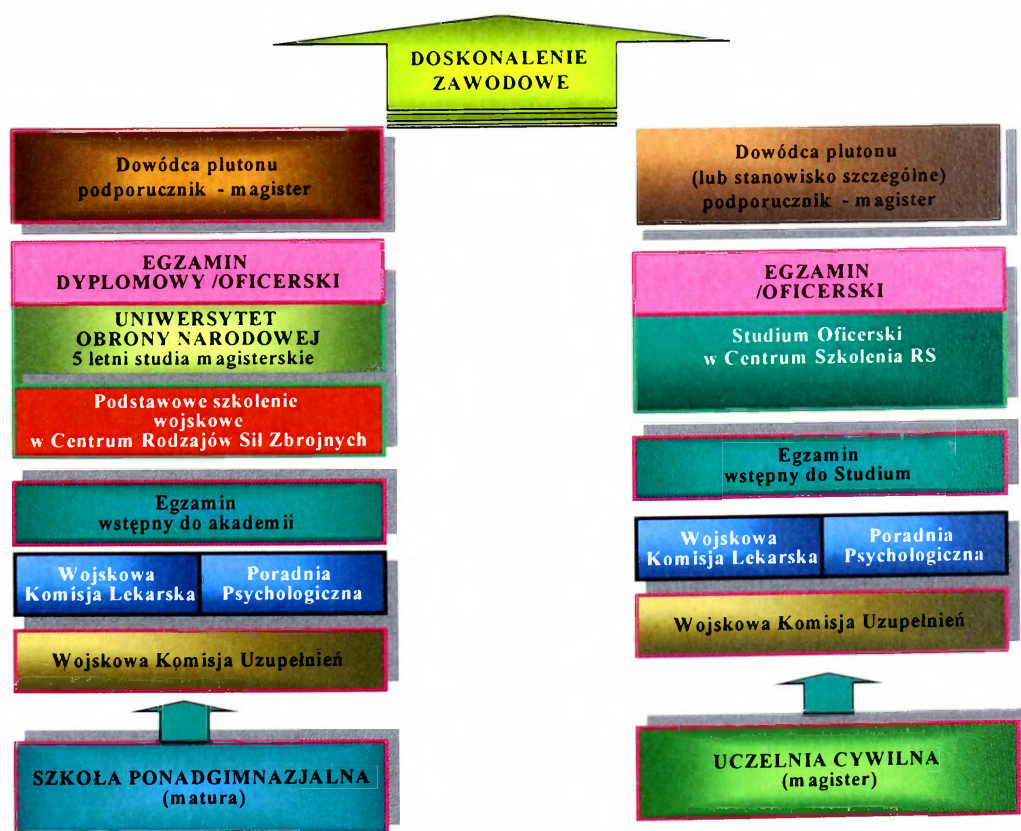 DOSKONALENIE
ZAWODOWE
Dowódca plutonu
podporucznik - magister
EGZAMIN
DYPLOMOWY /OFICERSKI
UNIWERSYTET
OBRONY NARODOWEJ
5 letni studia magisterskie
Podstawowe szkolenie
wojskowe
w Centrum Rodzajów Sił Zbrojnych
Egzamin
wstępny do akademii
Wojskowa
Komisja Lekarska
Poradnia
Psychologiczna
Wojskowa Komisja Uzupełnień
SZKOŁA PONADGIMNAZJALNA
(matura)
Dowódca plutonu
(lub stanowisko szczególne)
podporucznik - magister
EGZAMIN
/OFICERSKI
Studium Oficerski
w Centrum Szkolenia RS
Egzamin
wstępny do Studium
Wojskowa
Komisja Lekarska
Poradnia
Psychologiczna
Wojskowa Komisja Uzupełnień
UCZELNIA CYWILNA
(magister)